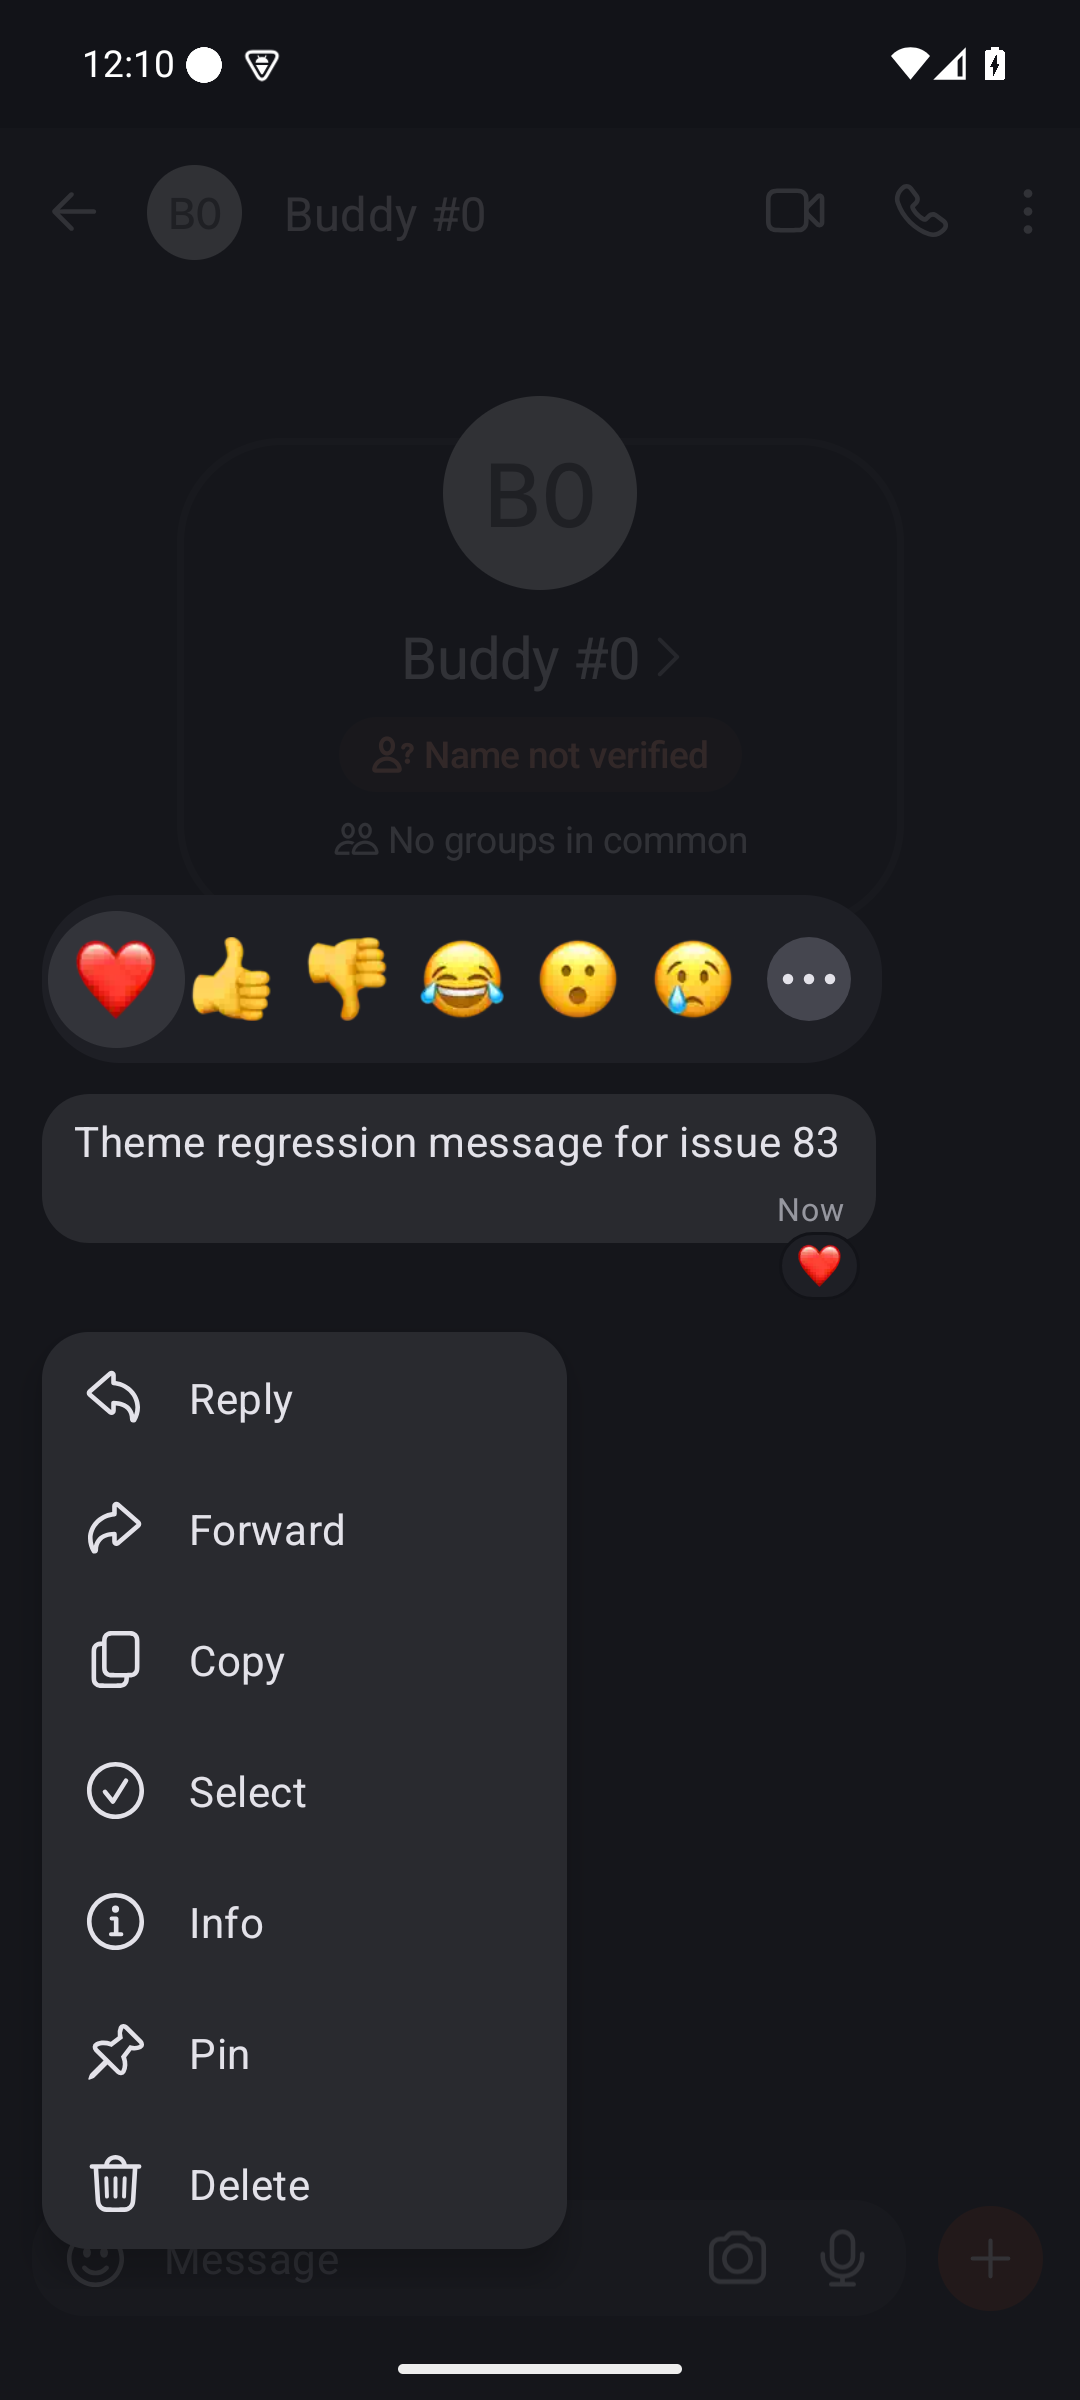 12:10
B0
Buddy #0
B0
Buddy #0
Name not verified
No groups in common
Theme regression message for issue 83
Now
Reply
Forward
Copy
Select
Info
Pin
Delete
Message